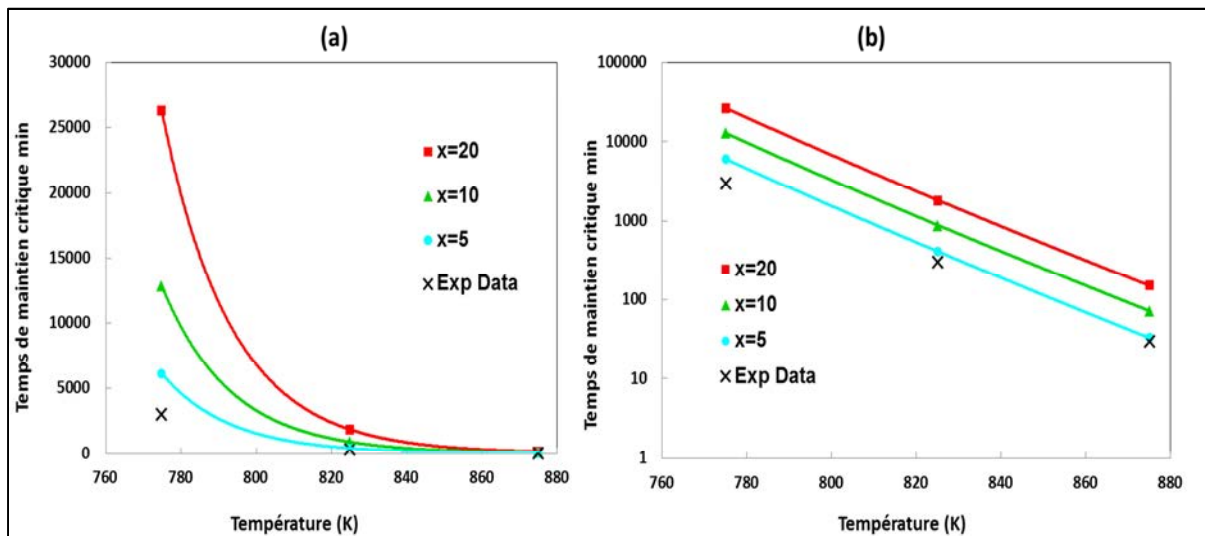 (a)
Temps de maintien critique min
30000
25000
20000
15000
10000
5000
0
760
780
800
820
840
860
880
x=20
x=10
x=5
Exp Data
Température (K)
(b)
Temps de maintien critique min
100000
10000
1000
100
10
1
760
780
800
820
840
860
880
x=20
x=10
x=5
Exp Data
Température (K)